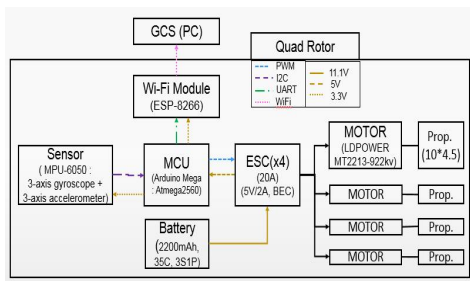 GCS (PC)
Quad Rotor
PWM
I2C
UART
WiFi
11.1V
5V
3.3V
Wi-Fi Module
(ESP-8266)
Sensor
( MPU-6050 :
3-axis gyroscope +
3-axis accelerometer)
MCU
(Arduino Mega
: Atmega2560)
ESC(x4)
(20A)
(5V/2A, BEC)
MOTOR
(LDPOWER
MT2213-922kv)
Prop.
(10*4.5)
MOTOR
Prop.
MOTOR
Prop.
MOTOR
Prop.
Battery
(2200mAh,
35C, 3S1P)